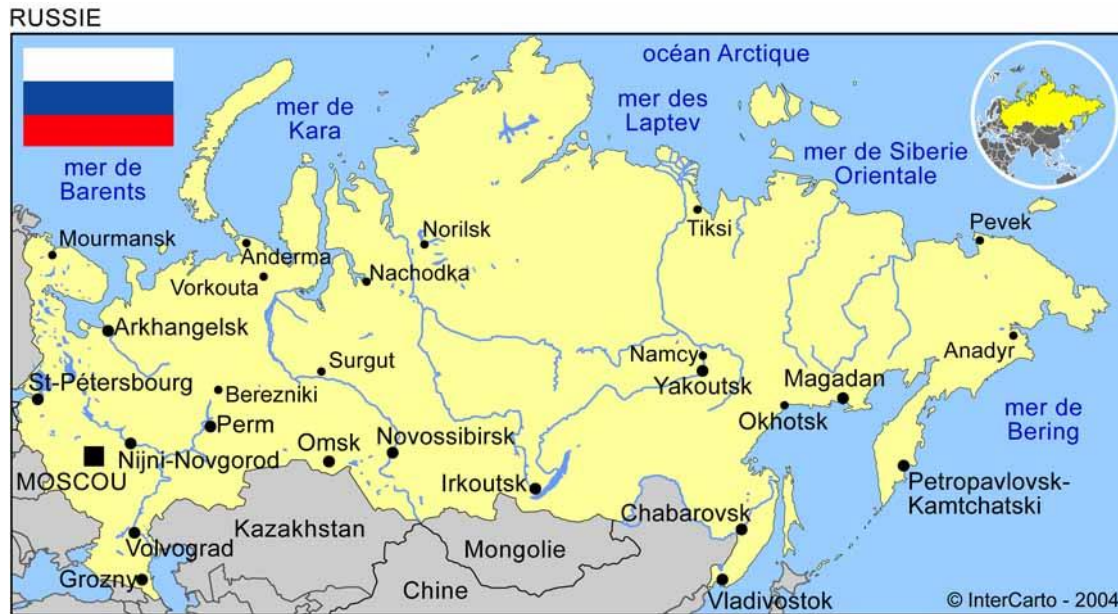 RUSSIE
océan Arctique
mer de
Kara
mer des
Laptev
mer de
Barents
mer de Siberie
Orientale
Mourmansk
Norilsk
Tiksi
Pevek
Anderma
Nachodka
Vorkouta
Arkhangelsk
Surgut
Namcy
Anadyr
St-Pétersbourg
Berezniki
Yakoutsk
Magadan
Okhotsk
mer de
Bering
Perm
Omsk
Novossibirsk
Nijni-Novgorod
MOSCOU
Irkoutsk
Petropavlovsk-
Kamtchatski
Chabarovsk
Kazakhstan
Mongolie
Volvograd
Grozny
Chine
Vladivostok
© InterCarto - 2004